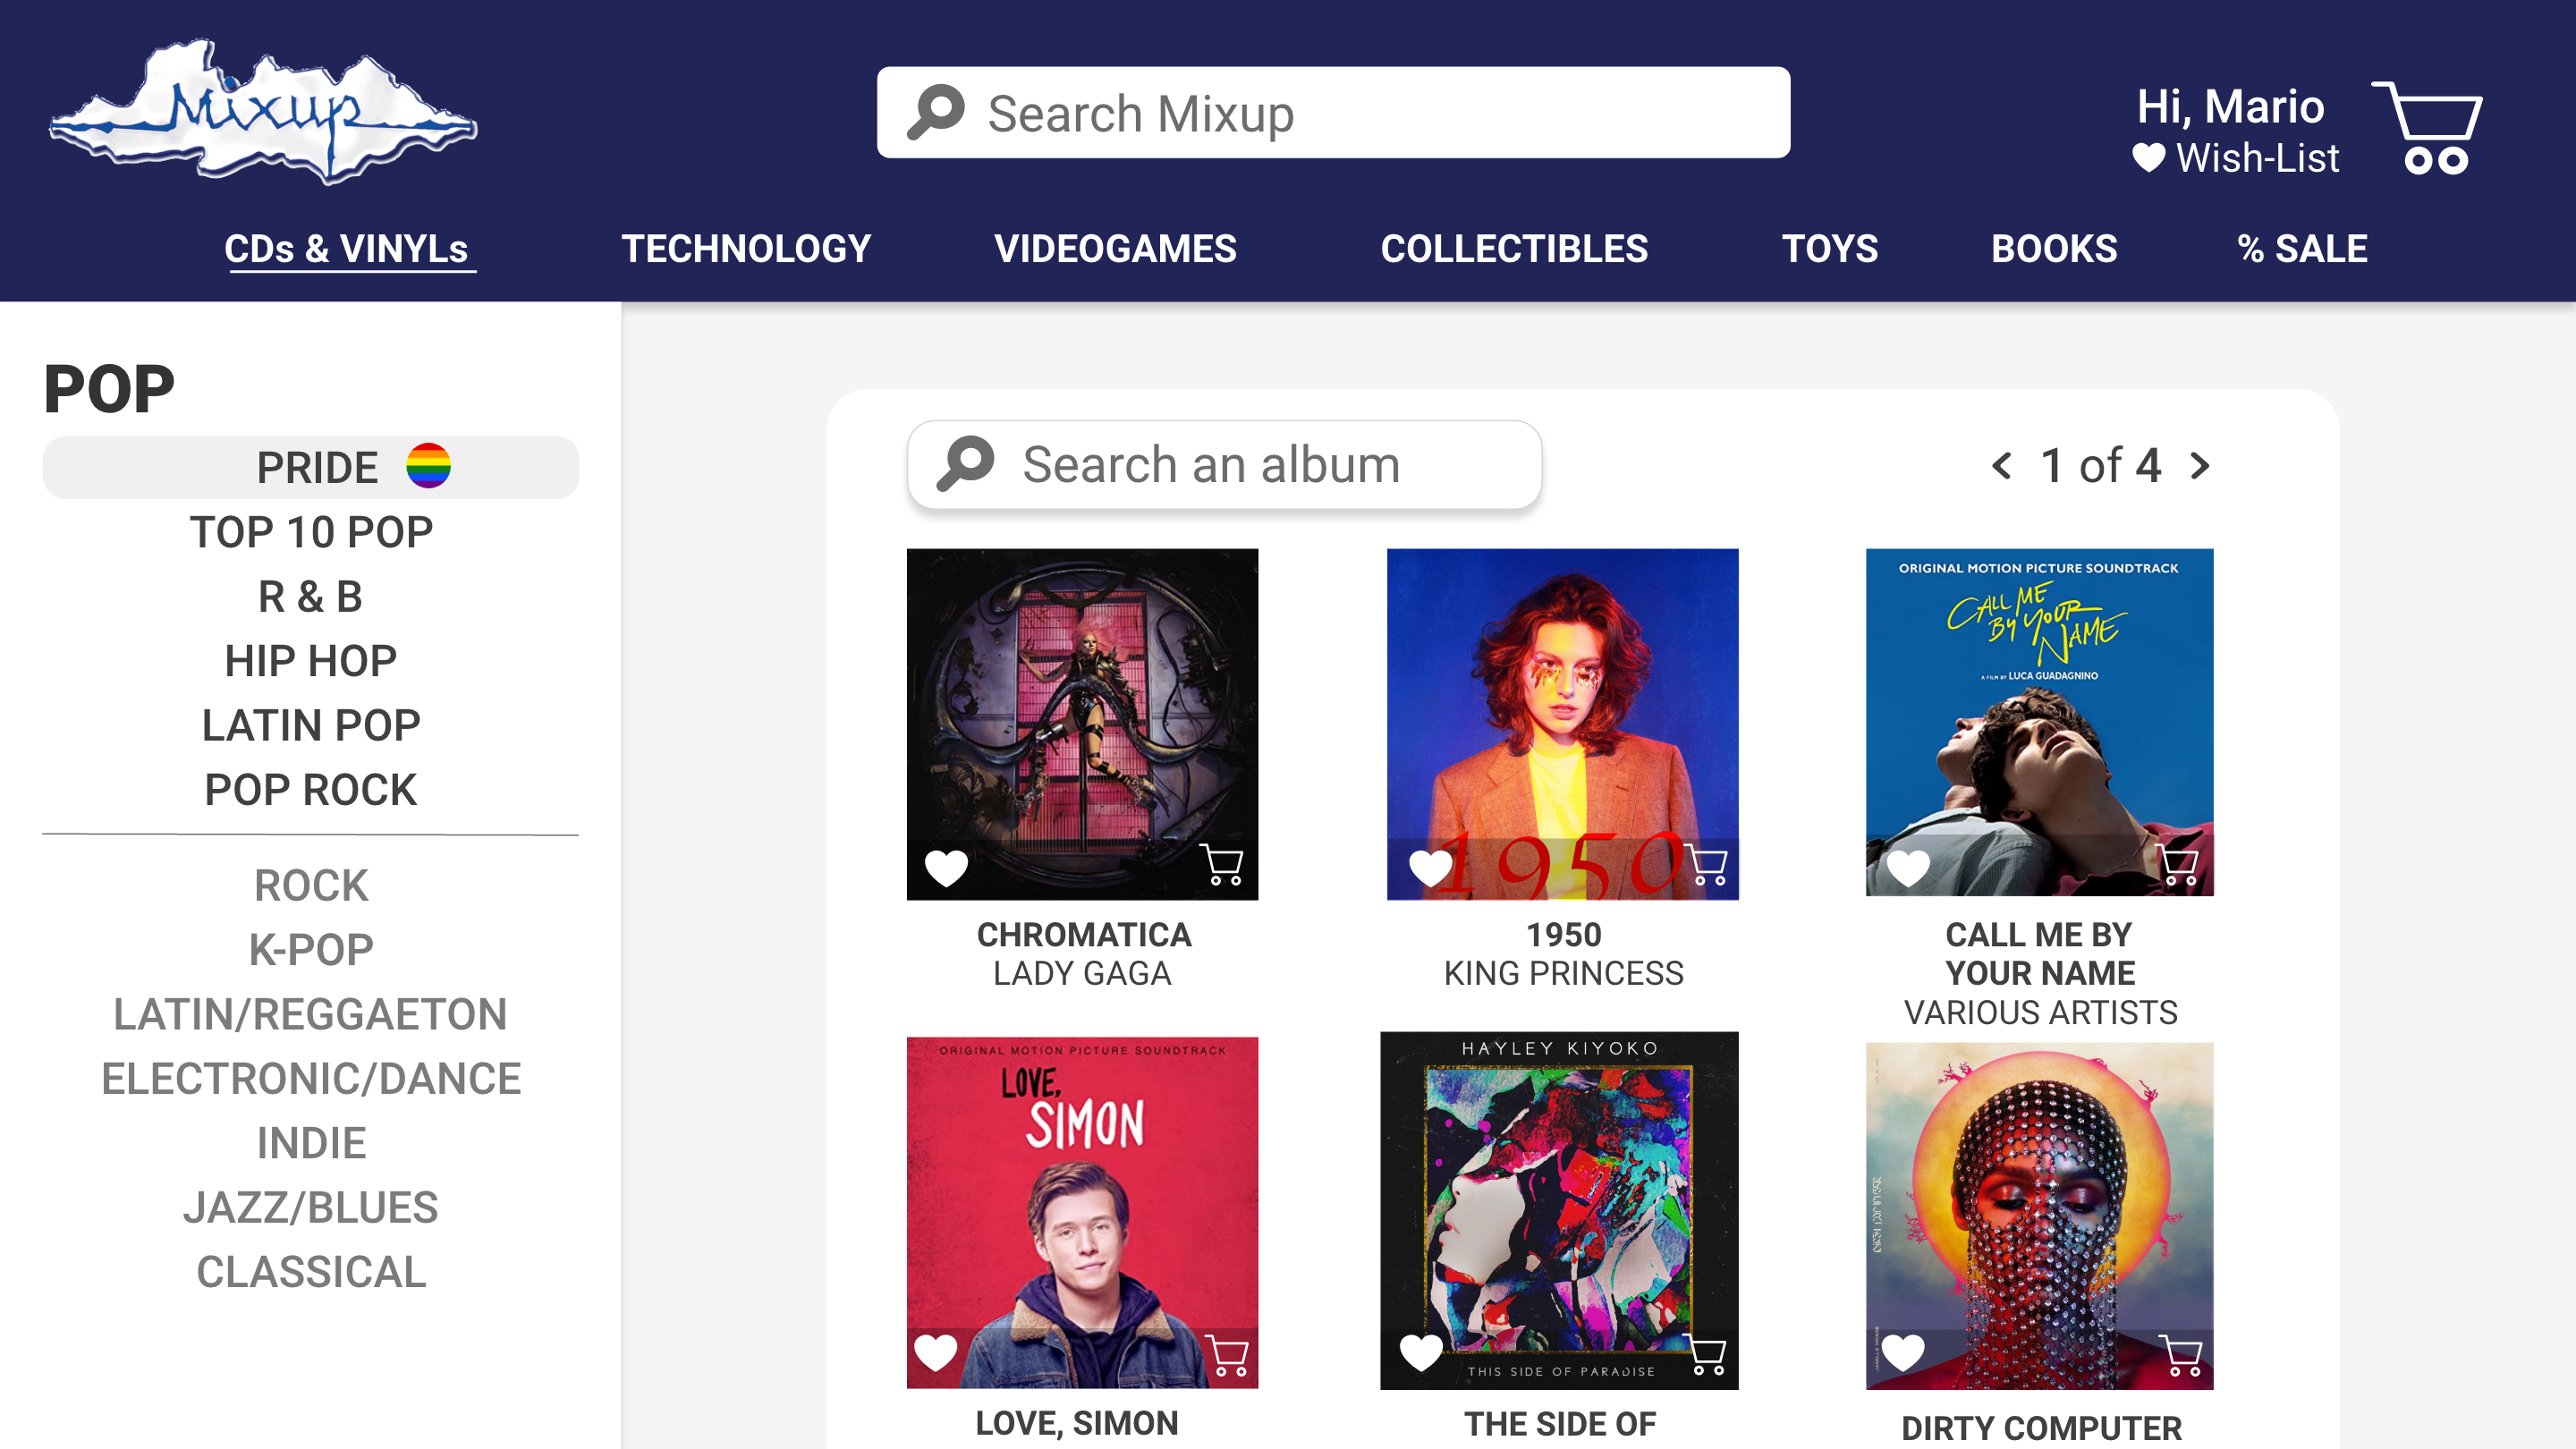 Mixup
Search Mixup
Hi, Mario
Wish-List
CDs & VINYLs
TECHNOLOGY
VIDEOGAMES
COLLECTIBLES
TOYS
BOOKS
% SALE
POP
PRIDE
TOP 10 POP
R & B
HIP HOP
LATIN POP
POP ROCK
ROCK
K-POP
LATIN/REGGAETON
ELECTRONIC/DANCE
INDIE
JAZZ/BLUES
CLASSICAL
Search an album
< 1 of 4 >
1950
ORIGINAL MOTION PICTURE SOUNDTRACK
CALL ME
BY YOUR
NAME
A FILM BY LUCA GUADAGNINO
CHROMATICA
LADY GAGA
1950
KING PRINCESS
CALL ME BY
YOUR NAME
VARIOUS ARTISTS
ORIGINAL MOTION PICTURE SOUNDTRACK
LOVE,
SIMON
HAYLEY KIYOKO
THIS SIDE OF PARADISE
LOVE, SIMON
THE SIDE OF
DIRTY COMPUTER